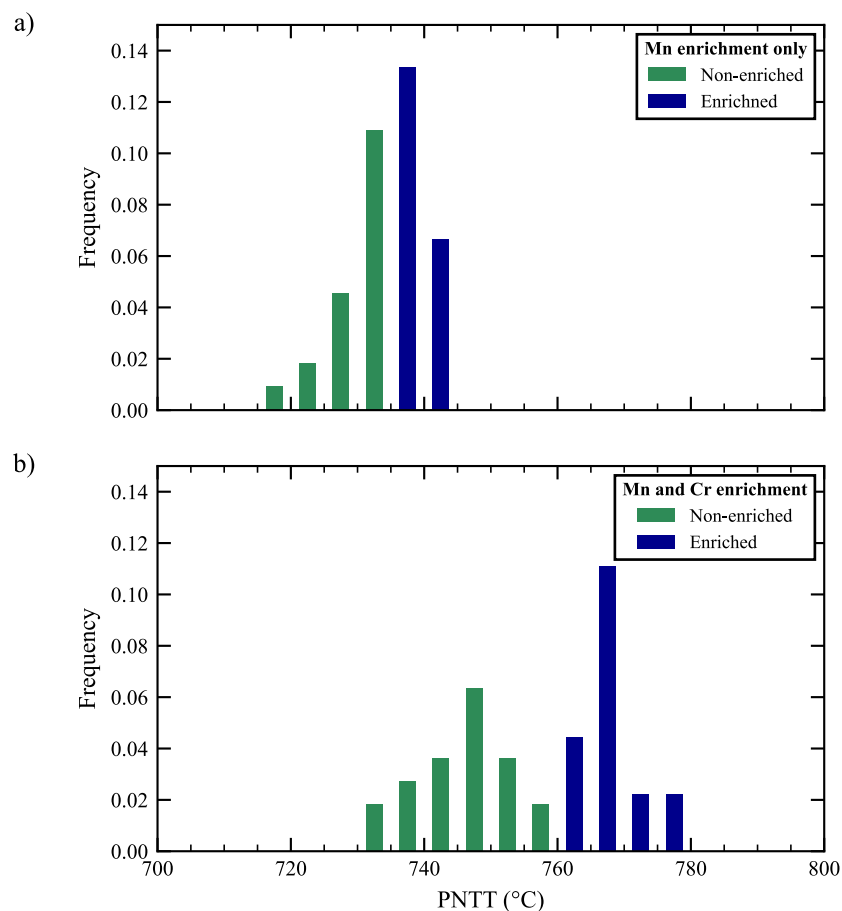 a)
0.14
0.12
0.10
0.08
0.06
0.04
0.02
0.00
Frequency
Mn enrichment only
Non-enriched
Enrichned
b)
0.14
0.12
0.10
0.08
0.06
0.04
0.02
0.00
Frequency
Mn and Cr enrichment
Non-enriched
Enriched
700 720 740 760 780 800
PNTT (°C)